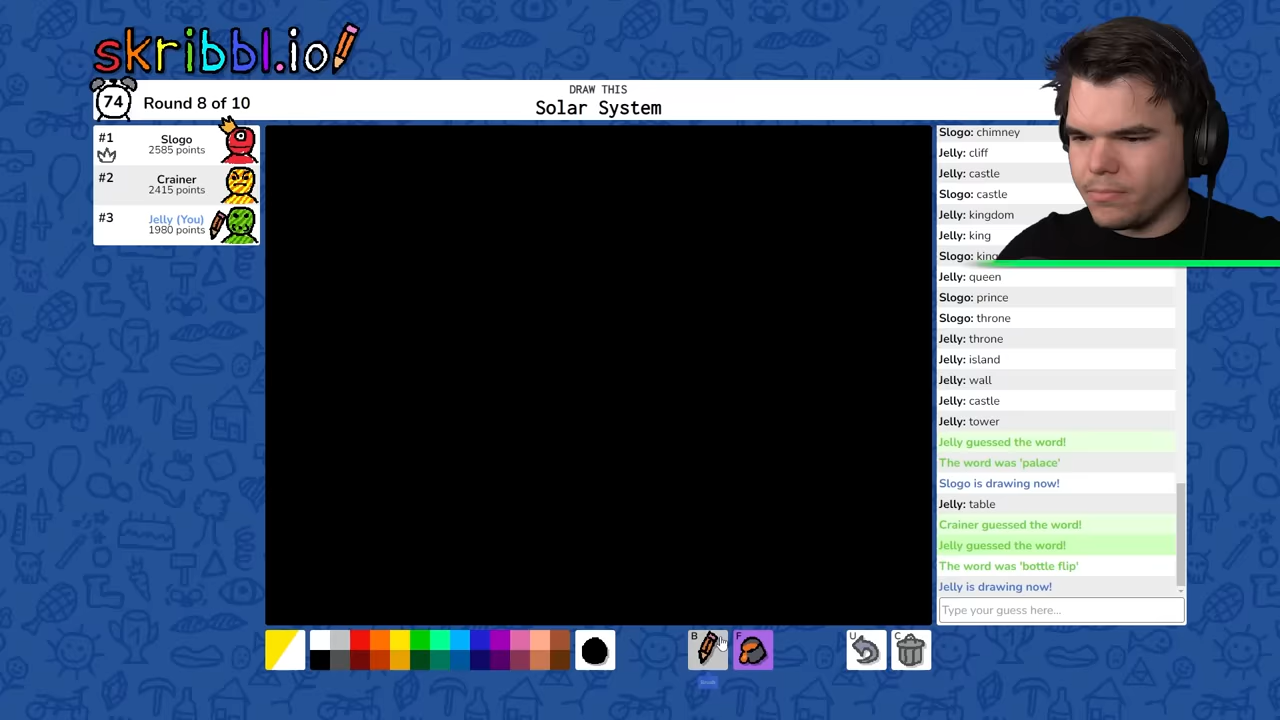 skribbl.io
74
Round 8 of 10
DRAW THIS
Solar System
#1
Slogo
2585 points
#2
Crainer
2415 points
#3
Jelly (You)
1980 points
Slogo: chimney
Jelly: cliff
Jelly: castle
Slogo: castle
Jelly: kingdom
Jelly: king
Slogo: king
Jelly: queen
Slogo: prince
Slogo: throne
Jelly: throne
Jelly: island
Jelly: wall
Jelly: castle
Jelly: tower
Jelly guessed the word!
The word was 'palace'
Slogo is drawing now!
Jelly: table
Crainer guessed the word!
Jelly guessed the word!
The word was 'bottle flip'
Jelly is drawing now!
Type your guess here...
B
F
U
C